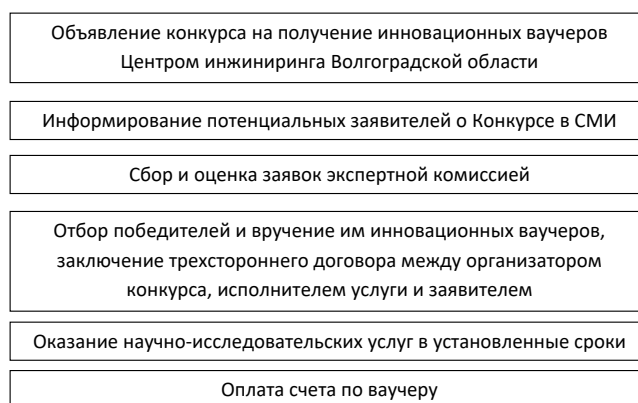 Объявление конкурса на получение инновационных ваучеров
Центром инжиниринга Волгоградской области
Информирование потенциальных заявителей о Конкурсе в СМИ
Сбор и оценка заявок экспертной комиссией
Отбор победителей и вручение им инновационных ваучеров,
заключение трехстороннего договора между организатором
конкурса, исполнителем услуги и заявителем
Оказание научно-исследовательских услуг в установленные сроки
Оплата счета по ваучеру